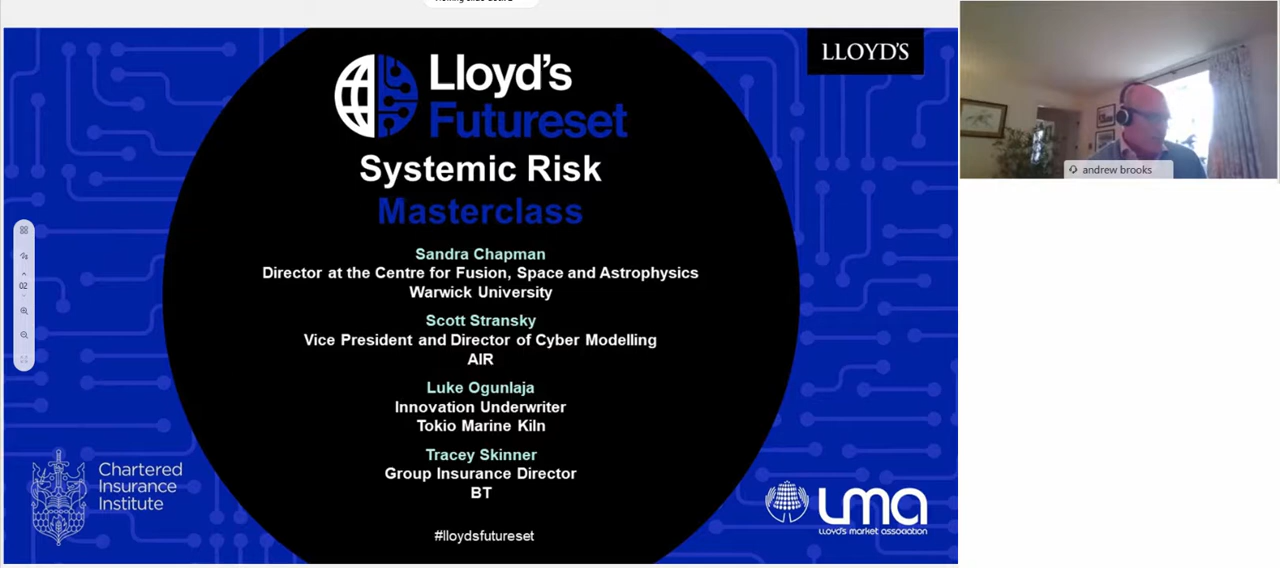 LLOYD'S
Lloyd's
Futureset
Systemic Risk
Masterclass
Sandra Chapman
Director at the Centre for Fusion, Space and Astrophysics
Warwick University
Scott Stransky
Vice President and Director of Cyber Modelling
AIR
Luke Ogunlaja
Innovation Underwriter
Tokio Marine Kiln
Tracey Skinner
Group Insurance Director
BT
#lloydsfutureset
Chartered
Insurance
Institute
lma
lloyd's market association
02
andrew brooks